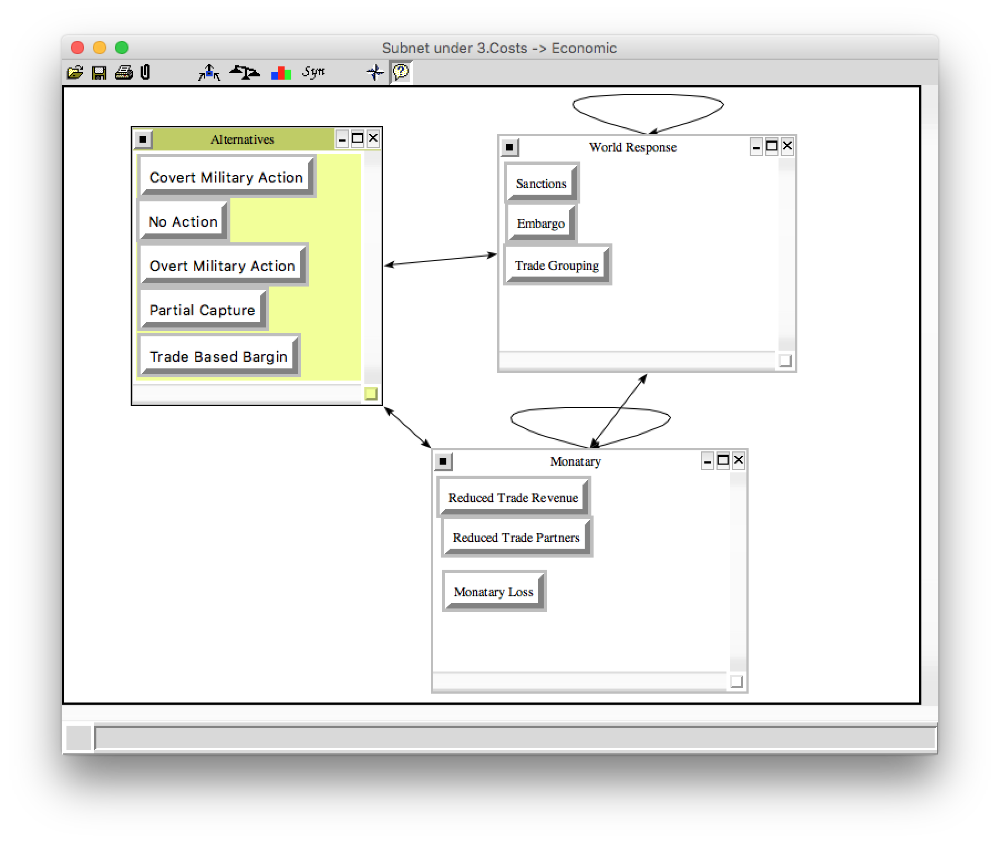 Subnet under 3.Costs -> Economic
Syn
Alternatives
Covert Military Action
No Action
Overt Military Action
Partial Capture
Trade Based Bargin
World Response
Sanctions
Embargo
Trade Grouping
Monatary
Reduced Trade Revenue
Reduced Trade Partners
Monatary Loss